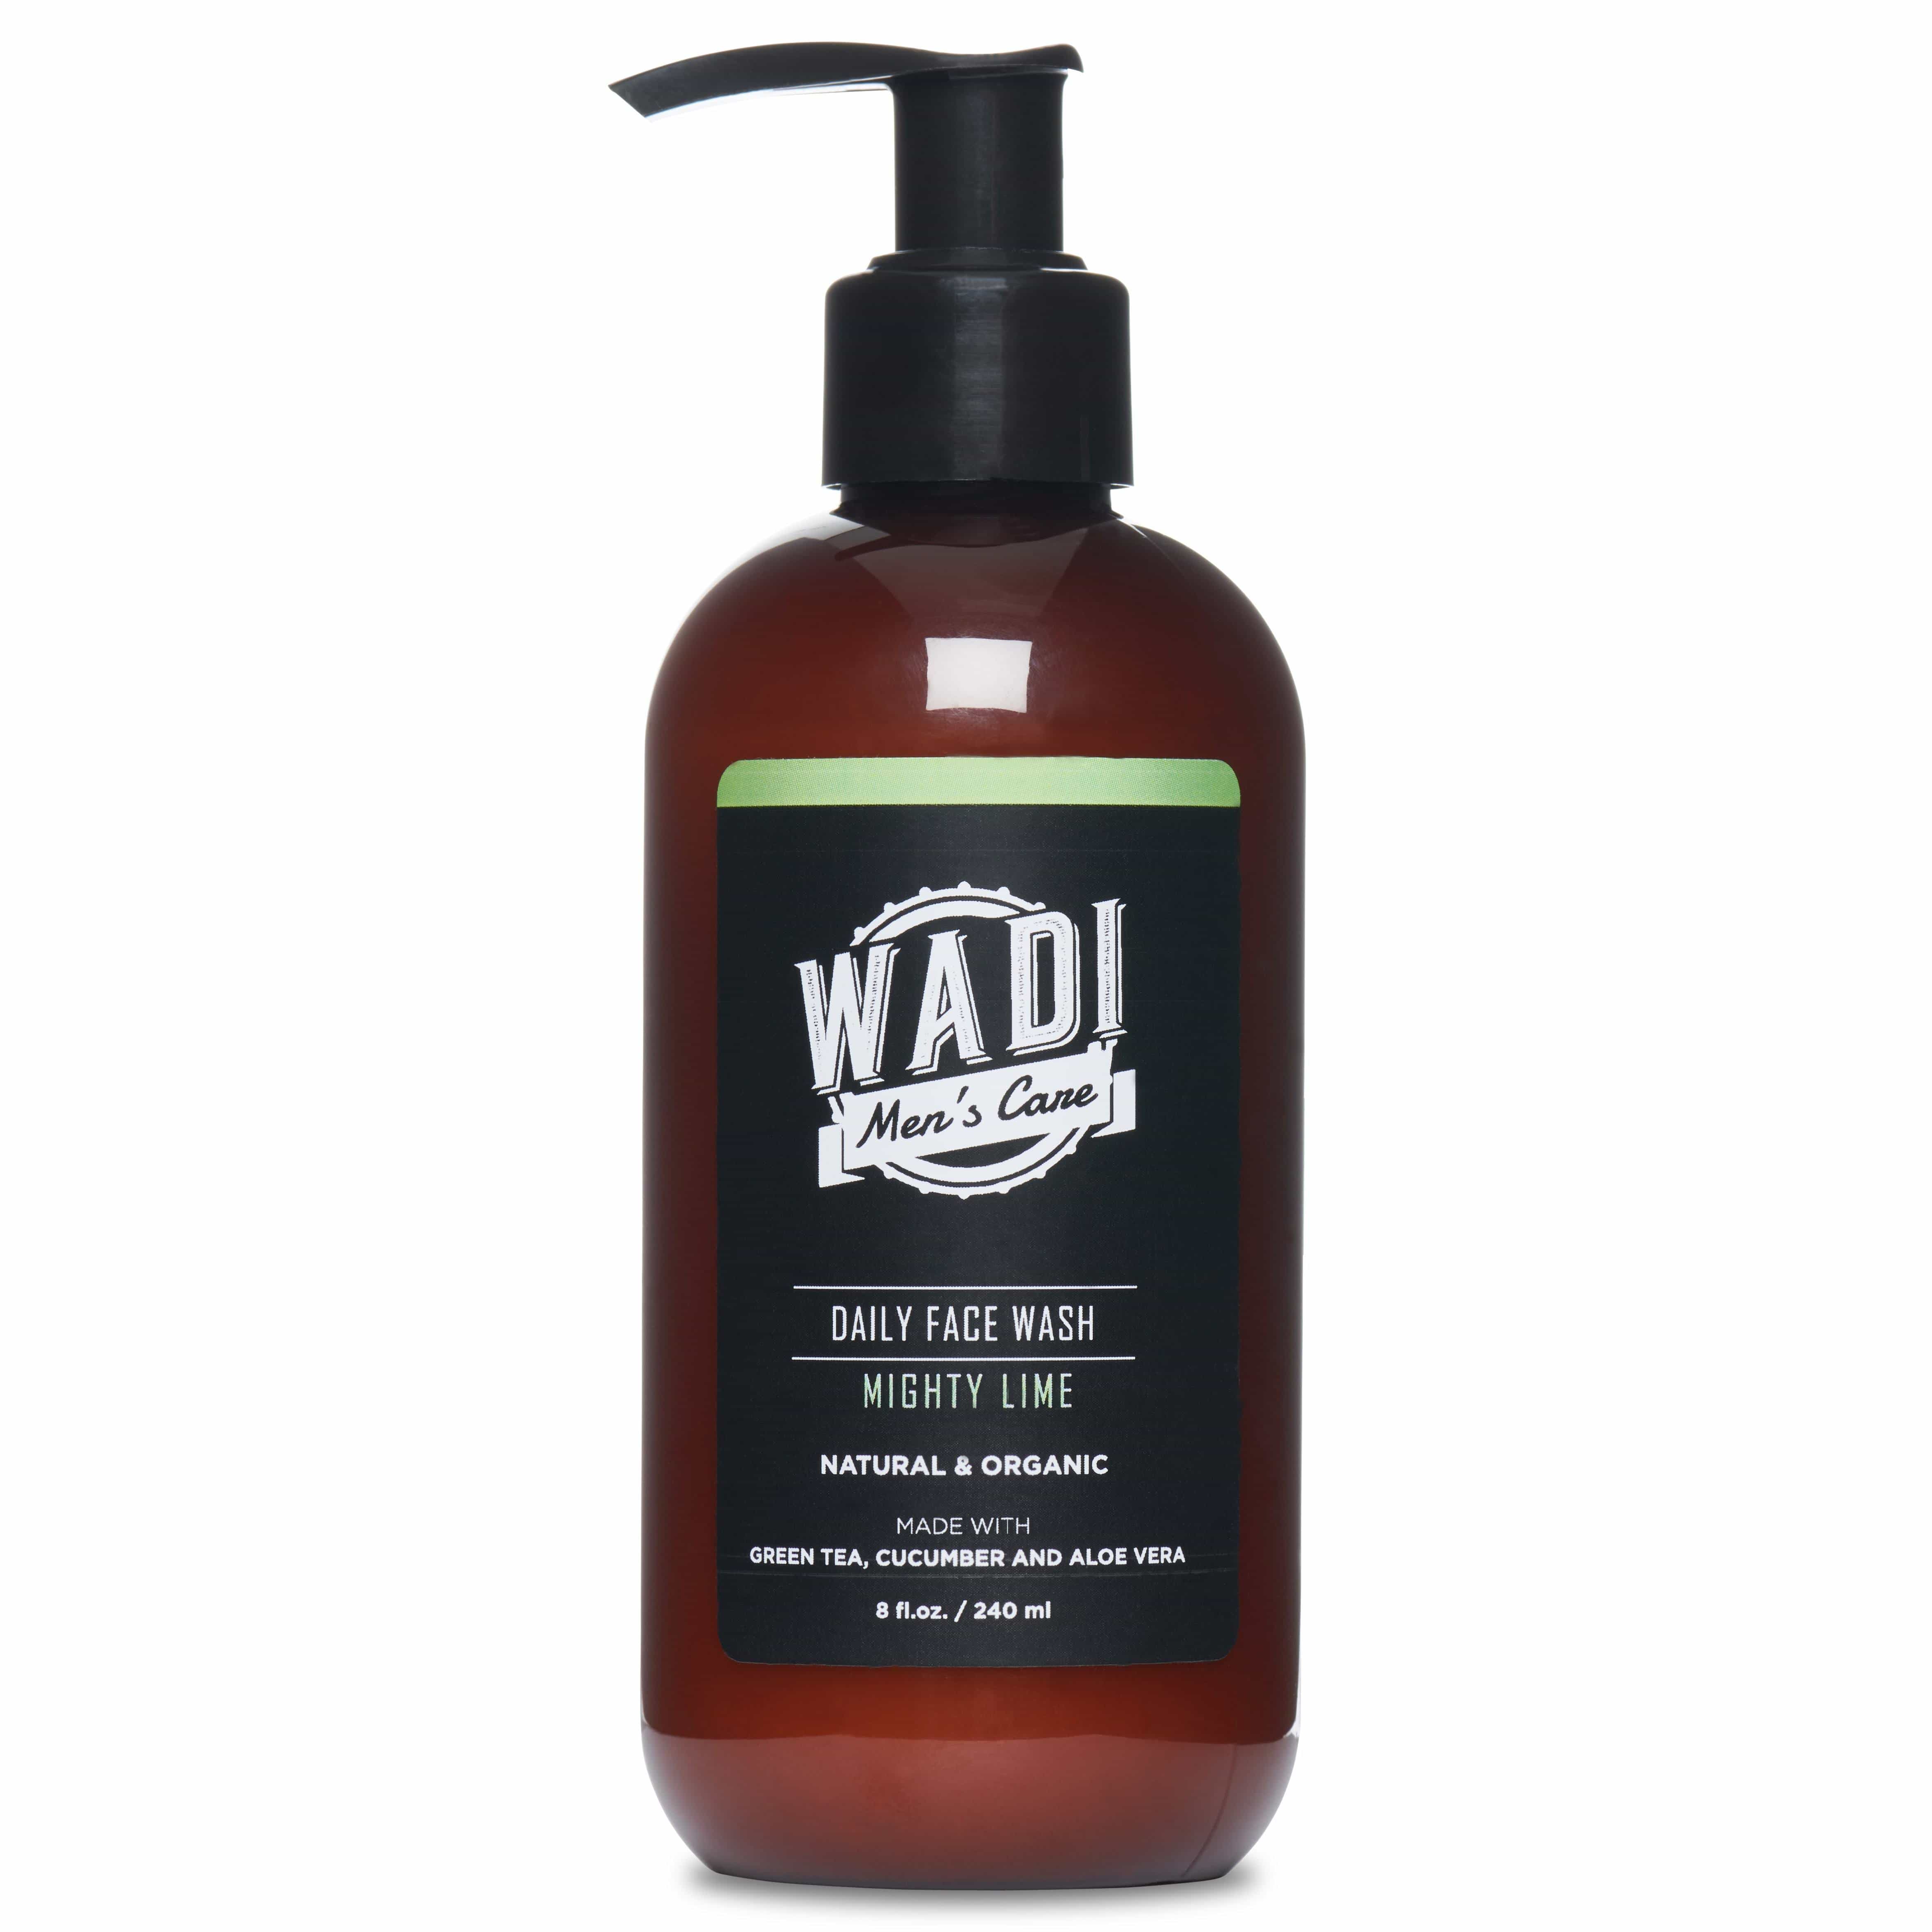 WADI
Men's Care
DAILY FACE WASH
MIGHTY LIME
NATURAL & ORGANIC
MADE WITH
GREEN TEA, CUCUMBER AND ALOE VERA
8 fl.oz. / 240 ml